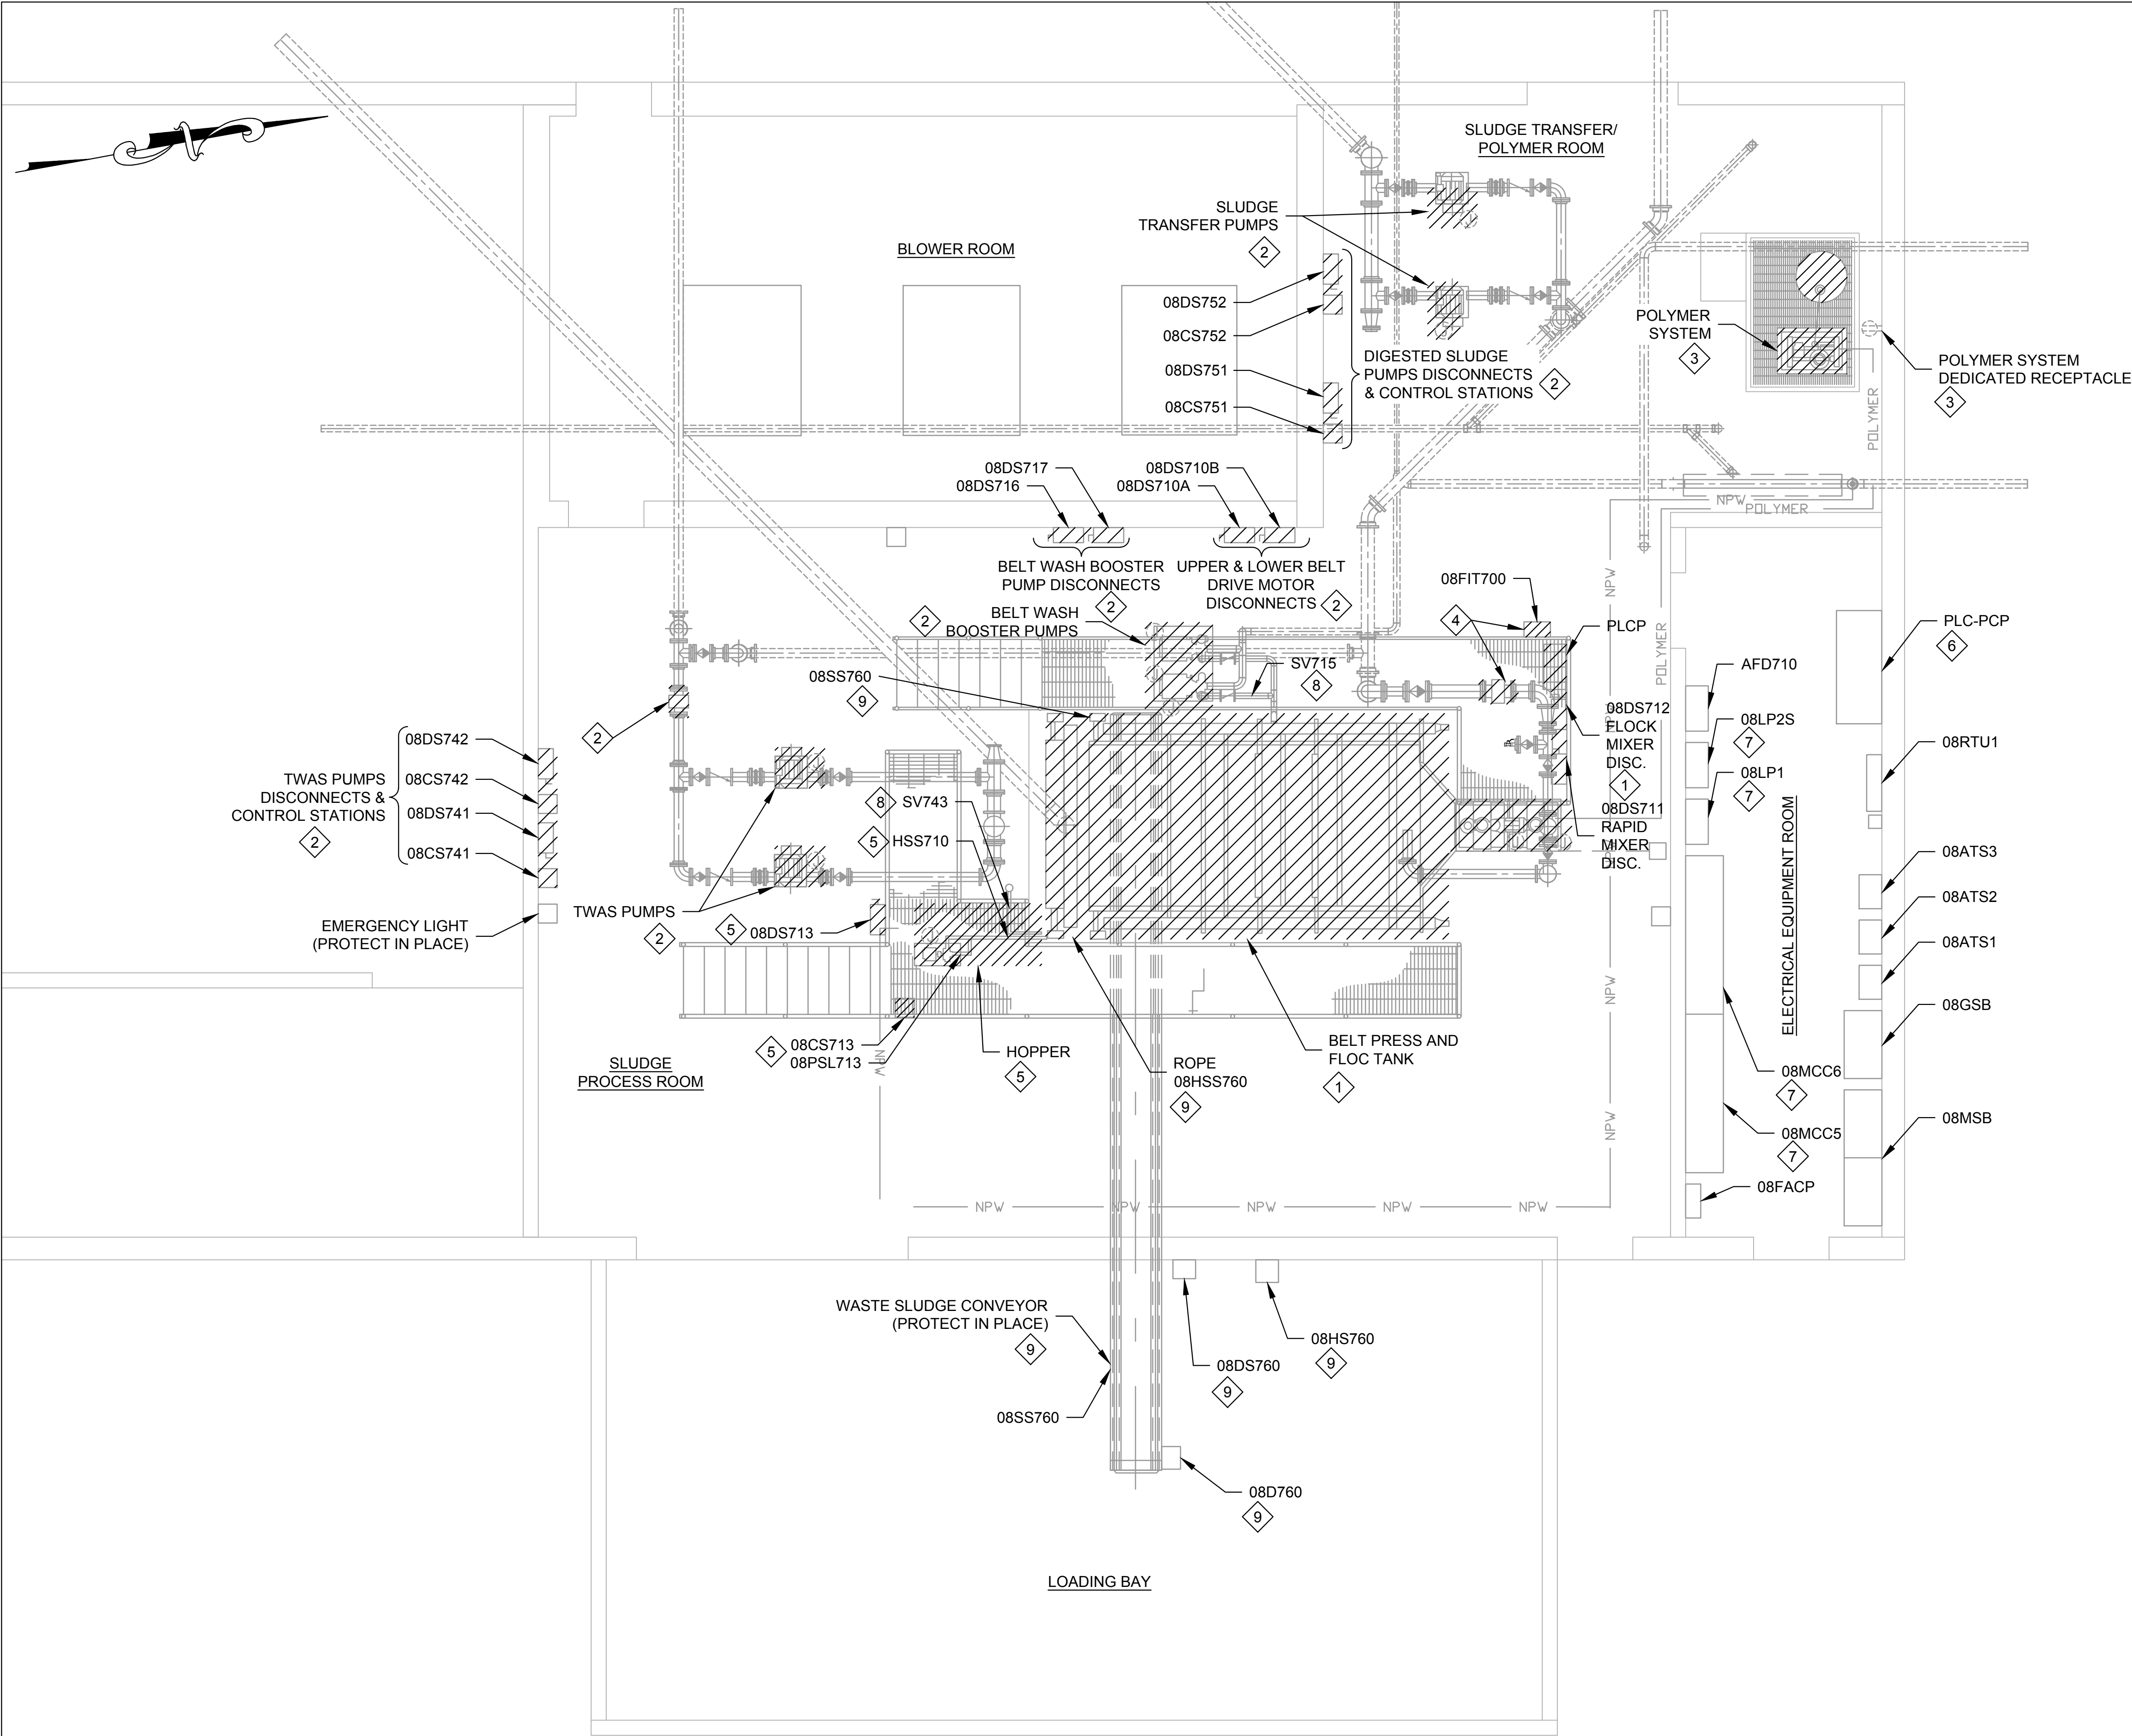 SLUDGE TRANSFER/
POLYMER ROOM
SLUDGE
TRANSFER PUMPS
2
BLOWER ROOM
08DS752
08CS752
08DS751
08CS751
DIGESTED SLUDGE
PUMPS DISCONNECTS
& CONTROL STATIONS
2
POLYMER
SYSTEM
3
POLYMER SYSTEM
DEDICATED RECEPTACLE
3
POLYMER
08DS717
08DS716
08DS710B
08DS710A
NPW
POLYMER
BELT WASH BOOSTER
PUMP DISCONNECTS
2
UPPER & LOWER BELT
DRIVE MOTOR
DISCONNECTS
2
08FIT700
4
PLCP
NPW
POLYMER
2
BELT WASH
BOOSTER PUMPS
SV715
8
08SS760
9
PLC-PCP
6
AFD710
08LP2S
7
08LP1
7
08RTU1
08DS712
FLOCK
MIXER
DISC.
1
08DS711
RAPID
MIXER
DISC.
2
TWAS PUMPS
DISCONNECTS &
CONTROL STATIONS
2
08DS742
08CS742
08DS741
08CS741
EMERGENCY LIGHT
(PROTECT IN PLACE)
8
SV743
5
HSS710
TWAS PUMPS
2
5
08DS713
ELECTRICAL EQUIPMENT ROOM
08ATS3
08ATS2
08ATS1
08GSB
NPW
08MCC6
7
08MCC5
7
08MSB
08FACP
NPW
SLUDGE
PROCESS ROOM
5
08CS713
08PSL713
NPW
HOPPER
5
ROPE
08HSS760
9
BELT PRESS AND
FLOC TANK
1
NPW
NPW
NPW
NPW
NPW
WASTE SLUDGE CONVEYOR
(PROTECT IN PLACE)
9
08SS760
08DS760
9
08HS760
9
08D760
9
LOADING BAY